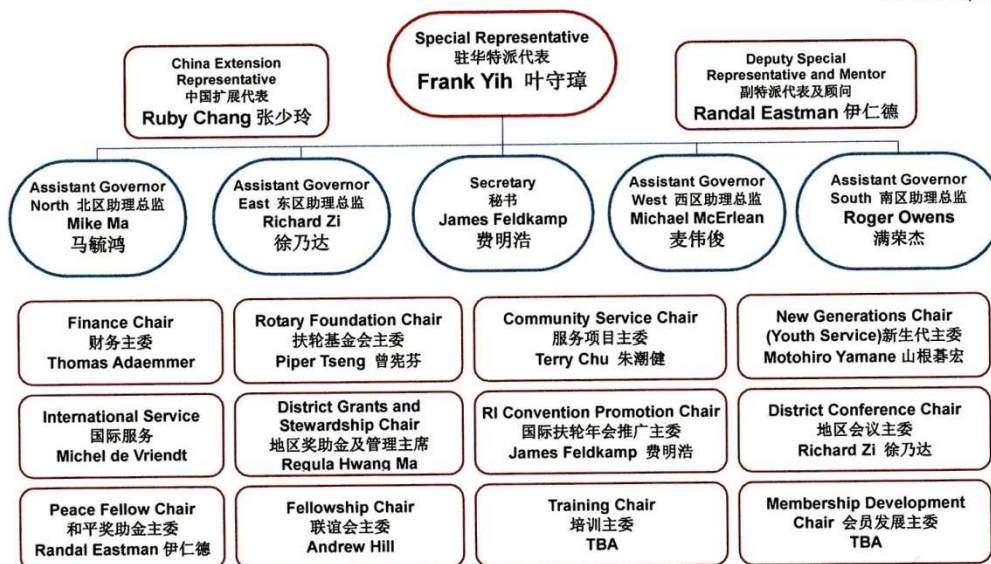 Special Representative
驻华特派代表
Frank Yih 叶守璋
China Extension
Representative
中国扩展代表
Ruby Chang 张少玲
Deputy Special
Representative and Mentor
副特派代表及顾问
Randal Eastman 伊仁德
Assistant Governor
North 北区助理总监
Mike Ma
马毓鸿
Assistant Governor
East 东区助理总监
Richard Zi
徐乃达
Secretary
秘书
James Feldkamp
费明浩
Assistant Governor
West 西区助理总监
Michael McErlean
麦伟俊
Assistant Governor
South 南区助理总监
Roger Owens
满荣杰
Finance Chair
财务主委
Thomas Adaemmer
Rotary Foundation Chair
扶轮基金会主委
Piper Tseng 曾宪芬
Community Service Chair
服务项目主委
Terry Chu 朱潮健
New Generations Chair
(Youth Service)新生代主委
Motohiro Yamane 山根碁宏
International Service
国际服务
Michel de Vriendt
District Grants and
Stewardship Chair
地区奖助金及管理主席
Regula Hwang Ma
RI Convention Promotion Chair
国际扶轮年会推广主委
James Feldkamp 费明浩
District Conference Chair
地区会议主委
Richard Zi 徐乃达
Peace Fellow Chair
和平奖助金主委
Randal Eastman 伊仁德
Fellowship Chair
联谊会主委
Andrew Hill
Training Chair
培训主委
TBA
Membership Development
Chair 会员发展主委
TBA